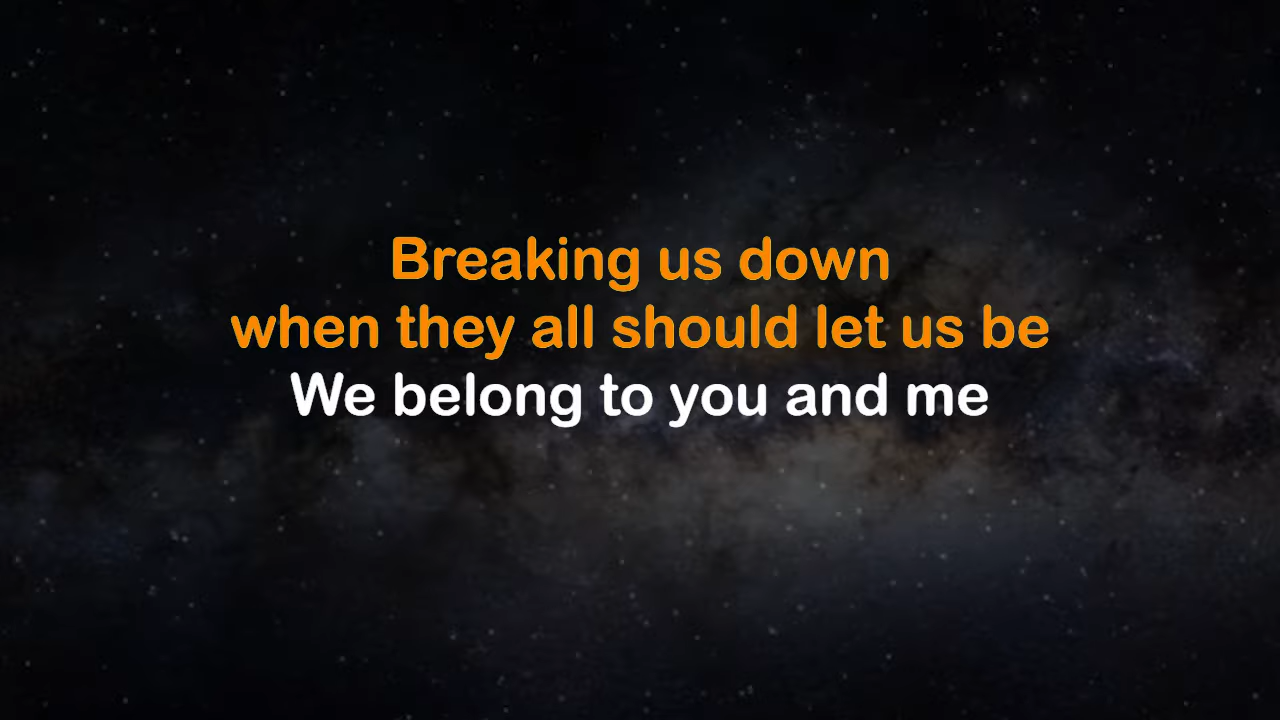 Breaking us down
when they all should let us be
We belong to you and me